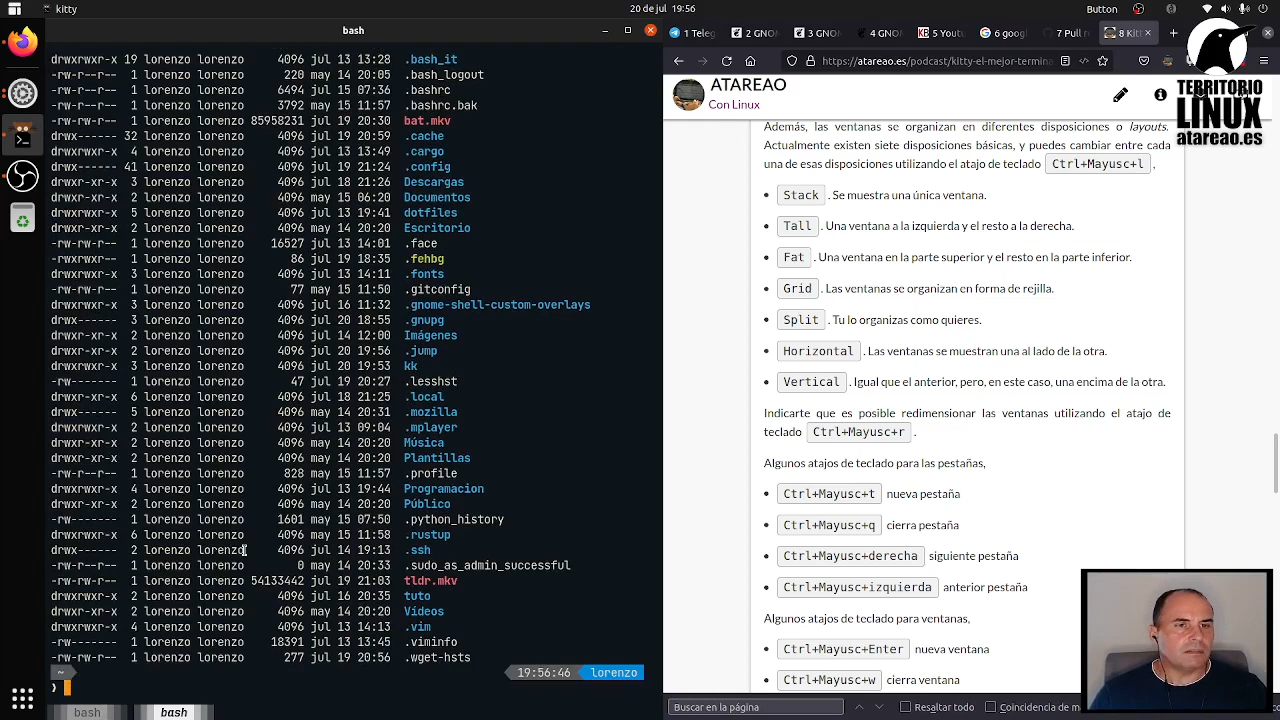 kitty
20 de jul
19:56
Button
bash
drwxrwxr-x 19 lorenzo lorenzo 4096 jul 13 13:28 .bash_it
-rw-r--r-- 1 lorenzo lorenzo 220 may 14 20:05 .bash_logout
-rw-r--r-- 1 lorenzo lorenzo 6494 jul 15 07:36 .bashrc
-rw-r--r-- 1 lorenzo lorenzo 3792 may 15 11:57 .bashrc.bak
-rw-rw-r-- 1 lorenzo lorenzo 85958231 jul 19 20:30 bat.mkv
drwx------ 32 lorenzo lorenzo 4096 jul 19 20:59 .cache
drwxrwxr-x 4 lorenzo lorenzo 4096 jul 13 13:49 .cargo
drwx------ 41 lorenzo lorenzo 4096 jul 19 21:24 .config
drwxr-xr-x 3 lorenzo lorenzo 4096 jul 18 21:26 Descargas
drwxr-xr-x 2 lorenzo lorenzo 4096 may 15 06:20 Documentos
drwxrwxr-x 5 lorenzo lorenzo 4096 jul 13 19:41 dotfiles
drwxr-xr-x 2 lorenzo lorenzo 4096 may 14 20:20 Escritorio
-rw-rw-r-- 1 lorenzo lorenzo 16527 jul 13 14:01 .face
-rwxrwxr-x 1 lorenzo lorenzo 86 jul 19 18:35 .fehbg
drwxrwxr-x 3 lorenzo lorenzo 4096 jul 13 14:11 .fonts
-rw-rw-r-- 1 lorenzo lorenzo 77 may 15 11:50 .gitconfig
drwxrwxr-x 3 lorenzo lorenzo 4096 jul 16 11:32 .gnome-shell-custom-overlays
drwx------ 3 lorenzo lorenzo 4096 jul 20 18:55 .gnupg
drwxr-xr-x 2 lorenzo lorenzo 4096 jul 14 12:00 Imágenes
drwxr-xr-x 2 lorenzo lorenzo 4096 jul 20 19:56 .jump
drwxrwxr-x 3 lorenzo lorenzo 4096 jul 20 19:53 kk
-rw------- 1 lorenzo lorenzo 47 jul 19 20:27 .lesshst
drwxrwxr-x 6 lorenzo lorenzo 4096 jul 18 21:25 .local
drwx------ 5 lorenzo lorenzo 4096 may 14 20:31 .mozilla
drwxrwxr-x 2 lorenzo lorenzo 4096 jul 13 09:04 .mplayer
drwxr-xr-x 2 lorenzo lorenzo 4096 may 14 20:20 Música
drwxr-xr-x 2 lorenzo lorenzo 4096 may 14 20:20 Plantillas
-rw-r--r-- 1 lorenzo lorenzo 828 may 15 11:57 .profile
drwxrwxr-x 4 lorenzo lorenzo 4096 jul 13 19:44 Programacion
drwxr-xr-x 2 lorenzo lorenzo 4096 may 14 20:20 Público
-rw------- 1 lorenzo lorenzo 1601 may 15 07:50 .python_history
drwxrwxr-x 6 lorenzo lorenzo 4096 may 15 11:58 .rustup
drwx------ 2 lorenzo lorenzo 4096 jul 14 19:13 .ssh
-rw-r--r-- 1 lorenzo lorenzo 0 may 14 20:33 .sudo_as_admin_successful
-rw-rw-r-- 1 lorenzo lorenzo 54133442 jul 19 21:03 tldr.mkv
drwxrwxr-x 2 lorenzo lorenzo 4096 jul 16 20:35 tuto
drwxr-xr-x 2 lorenzo lorenzo 4096 may 14 20:20 Vídeos
drwxrwxr-x 4 lorenzo lorenzo 4096 jul 13 14:13 .vim
-rw------- 1 lorenzo lorenzo 18391 jul 13 13:45 .viminfo
-rw-rw-r-- 1 lorenzo lorenzo 277 jul 19 20:56 .wget-hsts
~ 19:56:46 lorenzo
❯
bash bash
1 Teleg 2 GNO 3 GNO 4 GNO 5 Youtu 6 googl 7 Pull r 8 Kitt
https://atareao.es/podcast/kitty-el-mejor-termina
ATAREAO
Con Linux
TERRITORIO
LINUX
atareao.es
Además, las ventanas se organizan en diferentes disposiciones o layouts.
Actualmente existen siete disposiciones básicas, y puedes cambiar entre cada
una de esas disposiciones utilizando el atajo de teclado Ctrl+Mayusc+l,
Stack. Se muestra una única ventana.
Tall. Una ventana a la izquierda y el resto a la derecha.
Fat. Una ventana en la parte superior y el resto en la parte inferior.
Grid. Las ventanas se organizan en forma de rejilla.
Split. Tu lo organizas como quieres.
Horizontal. Las ventanas se muestran una al lado de la otra.
Vertical. Igual que el anterior, pero, en este caso, una encima de la otra.
Indicarte que es posible redimensionar las ventanas utilizando el atajo de
teclado Ctrl+Mayusc+r.
Algunos atajos de teclado para las pestañas,
Ctrl+Mayusc+t nueva pestaña
Ctrl+Mayusc+q cierra pestaña
Ctrl+Mayusc+derecha siguiente pestaña
Ctrl+Mayusc+izquierda anterior pestaña
Algunos atajos de teclado para ventanas,
Ctrl+Mayusc+Enter nueva ventana
Ctrl+Mayusc+w cierra ventana
Buscar en la página
Resaltar todo
Coincidencia de m